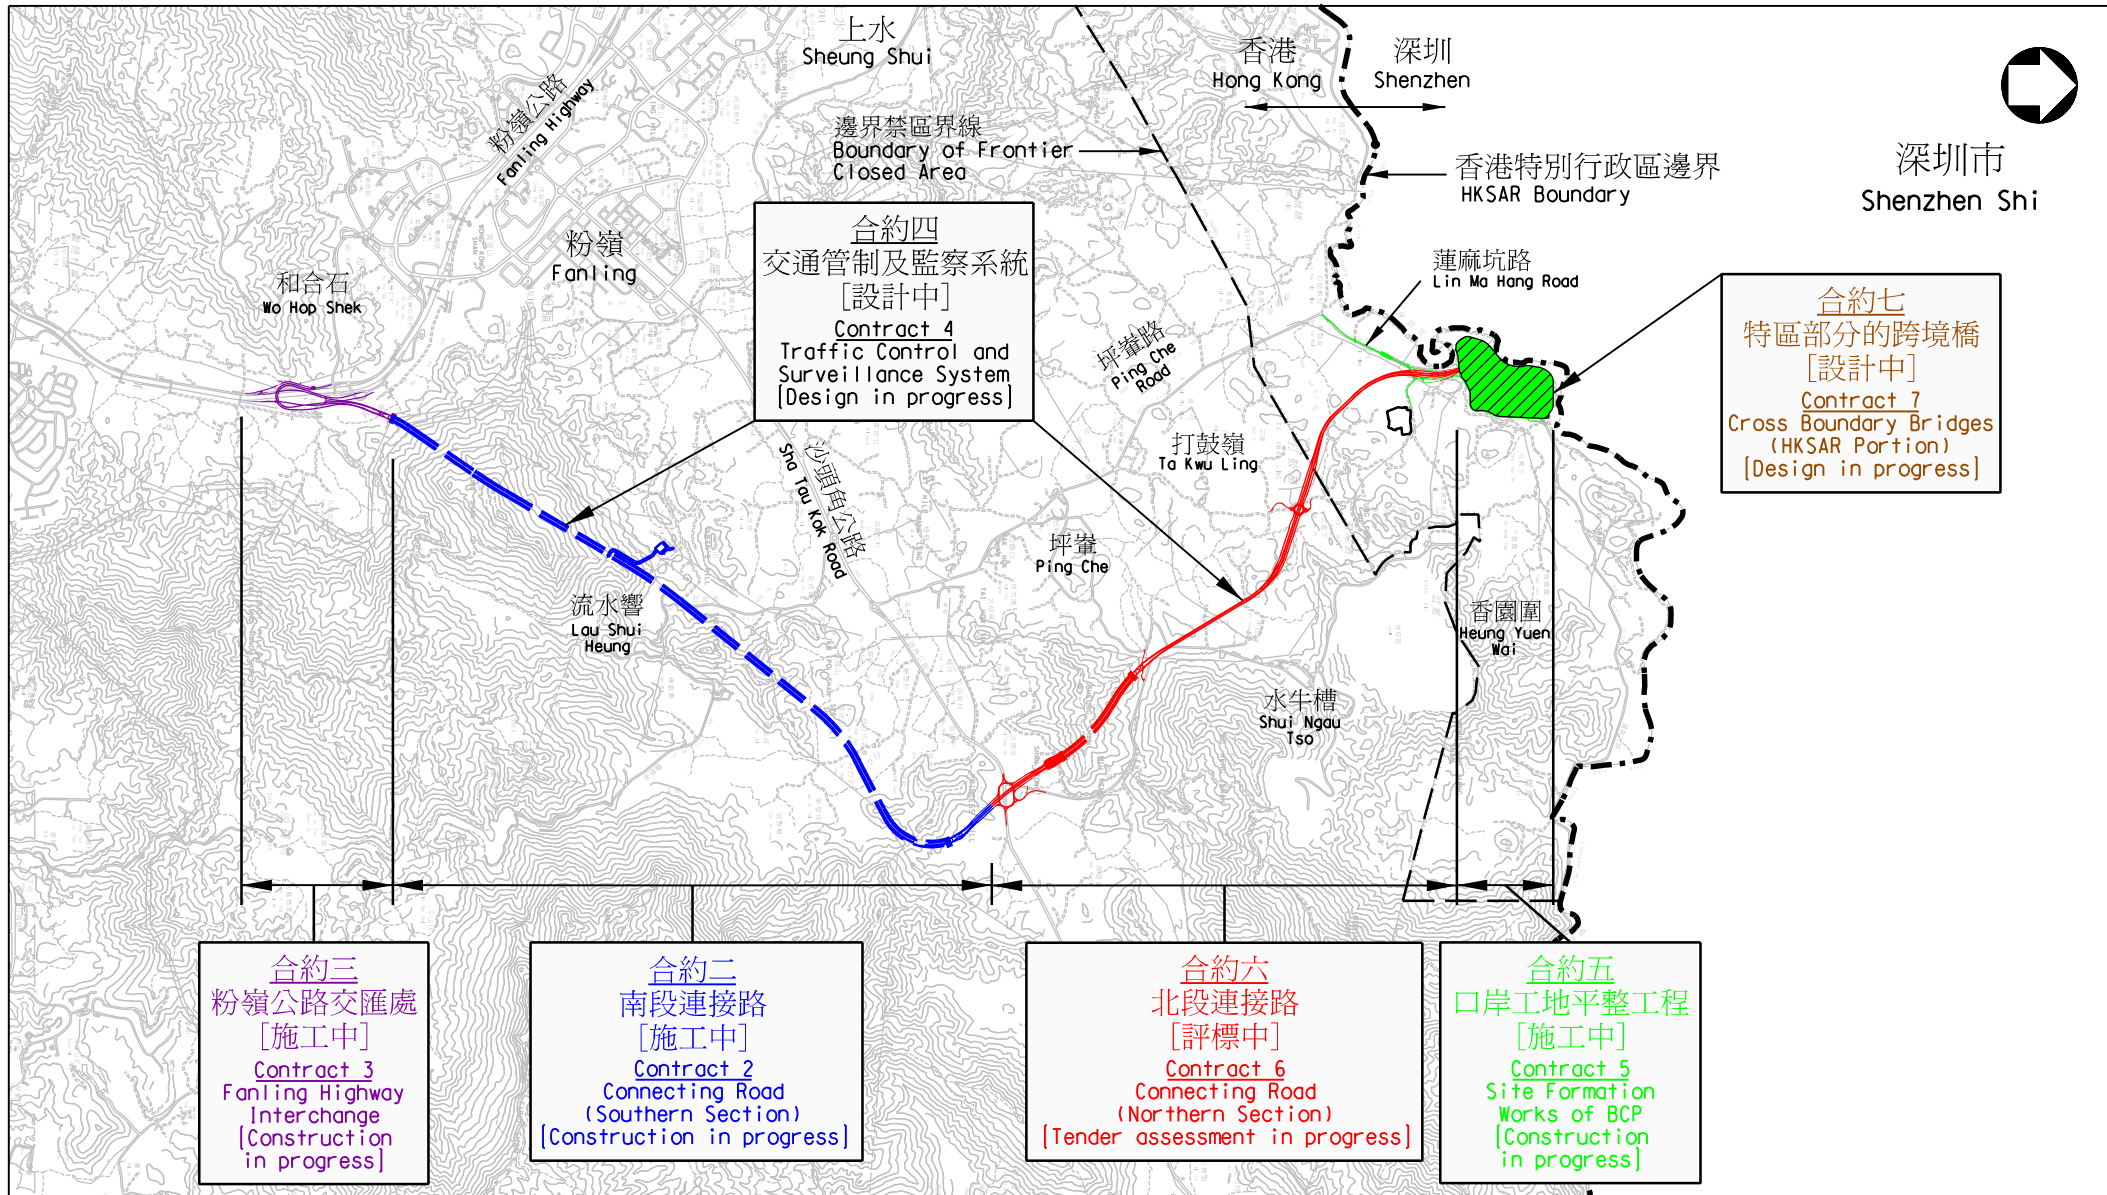 上水
Sheung Shui
粉嶺公路
Fanling Highway
香港
Hong Kong
深圳
Shenzhen
邊界禁區界線
Boundary of Frontier
Closed Area
香港特別行政區邊界
HKSAR Boundary
深圳市
Shenzhen Shi
和合石
Wo Hop Shek
粉嶺
Fanling
合約四
交通管制及監察系統
[設計中]
Contract 4
Traffic Control and
Surveillance System
[Design in progress]
蓮麻坑路
Lin Ma Hang Road
合約七
特區部分的跨境橋
[設計中]
Contract 7
Cross Boundary Bridges
(HKSAR Portion)
[Design in progress]
坪輋路
Ping Che
Road
打鼓嶺
Ta Kwu Ling
沙頭角公路
Sha Tau Kok Road
坪輋
Ping Che
流水響
Lau Shui
Heung
香園圍
Heung Yuen
Wai
水牛槽
Shui Ngau
Tso
合約三
粉嶺公路交匯處
[施工中]
Contract 3
Fanling Highway
Interchange
[Construction
in progress]
合約二
南段連接路
[施工中]
Contract 2
Connecting Road
(Southern Section)
[Construction in progress]
合約六
北段連接路
[評標中]
Contract 6
Connecting Road
(Northern Section)
[Tender assessment in progress]
合約五
口岸工地平整工程
[施工中]
Contract 5
Site Formation
Works of BCP
[Construction
in progress]